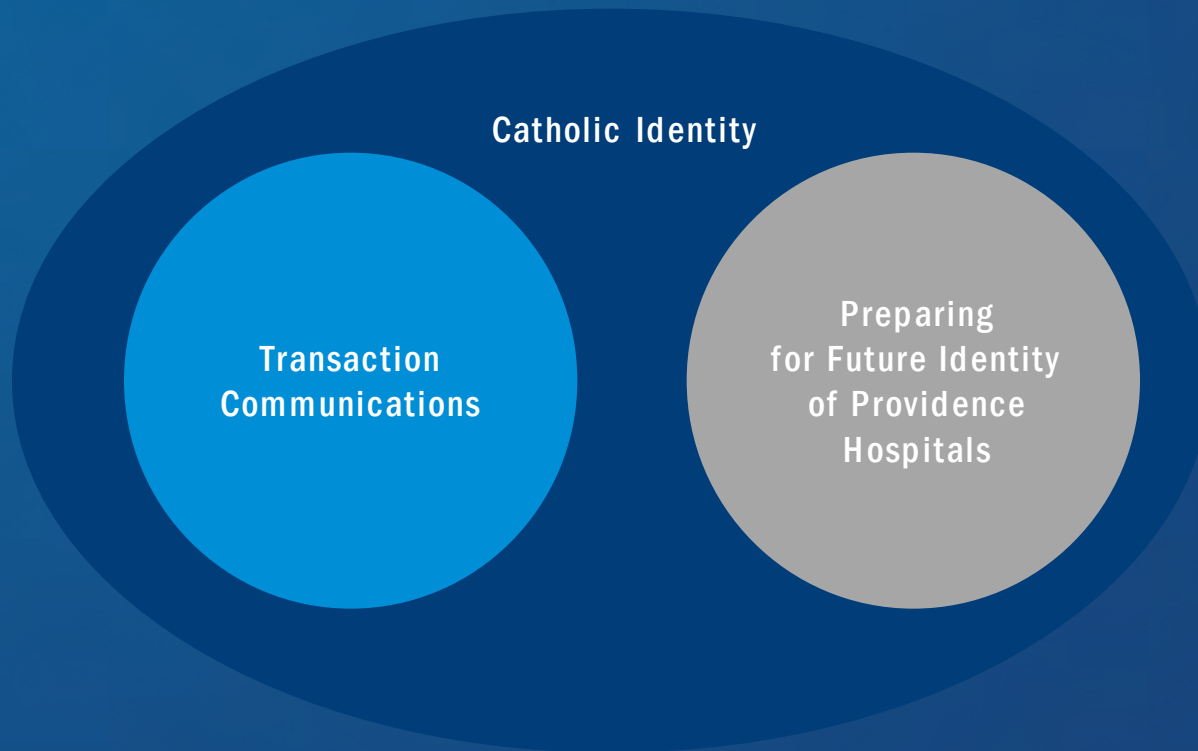 Catholic Identity
Transaction
Communications
Preparing
for Future Identity
of Providence
Hospitals